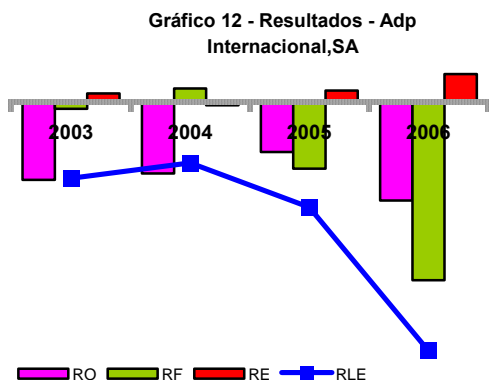 Gráfico 12 - Resultados - Adp
Internacional,SA
2003 2004 2005 2006
RO RF RE RLE